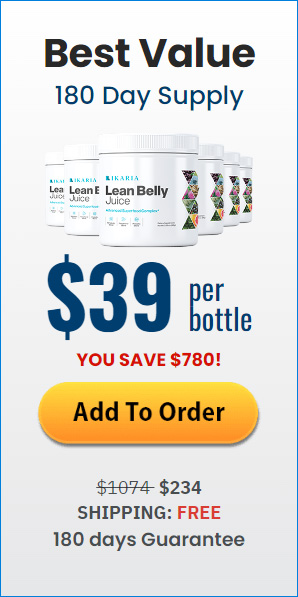 Best Value
180 Day Supply
IKARIA
Lean Belly
Juice
$39 per
bottle
YOU SAVE $780!
Add To Order
$1074 $234
SHIPPING: FREE
180 days Guarantee